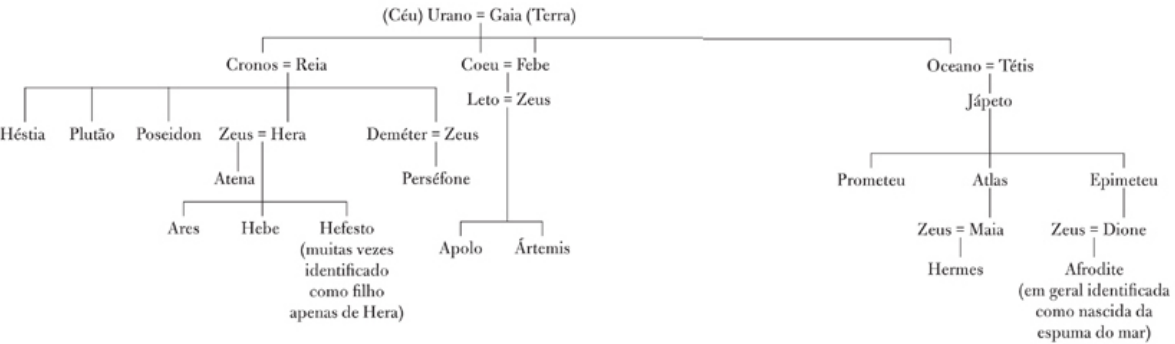 (Céu) Urano = Gaia (Terra)
Cronos = Reia
Coeu = Febe
Oceano = Tétis
Leto = Zeus
Jápeto
Héstia
Plutão
Poseidon
Zeus = Hera
Deméter = Zeus
Atena
Perséfone
Prometeu
Atlas
Epimeteu
Ares
Hebe
Hefesto
(muitas vezes
identificado
como filho
apenas de Hera)
Apolo
Ártemis
Zeus = Maia
Zeus = Dione
Hermes
Afrodite
(em geral identificada
como nascida da
espuma do mar)